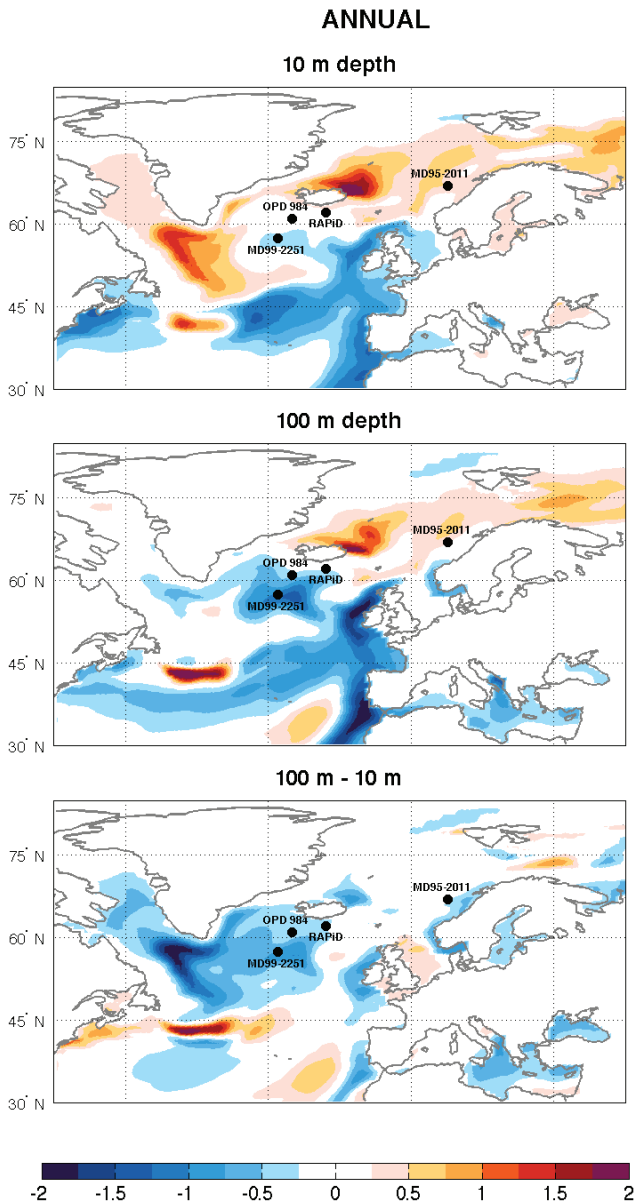 ANNUAL
10 m depth
75° N
60° N
45° N
30° N
MD95-2011
OPD 984
RAPiD
MD99-2251
100 m depth
75° N
60° N
45° N
30° N
MD95-2011
OPD 984
RAPiD
MD99-2251
100 m - 10 m
75° N
60° N
45° N
30° N
MD95-2011
OPD 984
RAPiD
MD99-2251
-2 -1.5 -1 -0.5 0 0.5 1 1.5 2